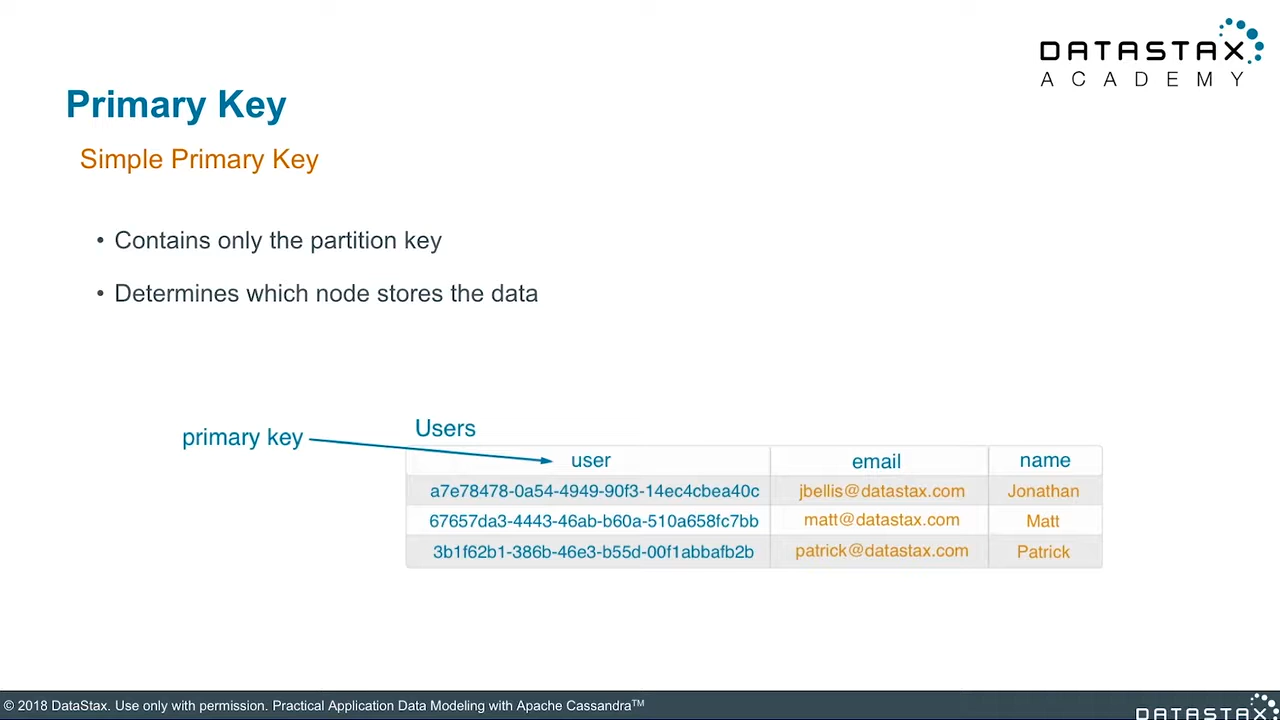 DATASTAX
ACADEMY
Primary Key
Simple Primary Key
• Contains only the partition key
• Determines which node stores the data
primary key
Users
user email name
a7e78478-0a54-4949-90f3-14ec4cbea40c jbellis@datastax.com Jonathan
67657da3-4443-46ab-b60a-510a658fc7bb matt@datastax.com Matt
3b1f62b1-386b-46e3-b55d-00f1abbafb2b patrick@datastax.com Patrick
© 2018 DataStax. Use only with permission. Practical Application Data Modeling with Apache Cassandra™
DATASTAX